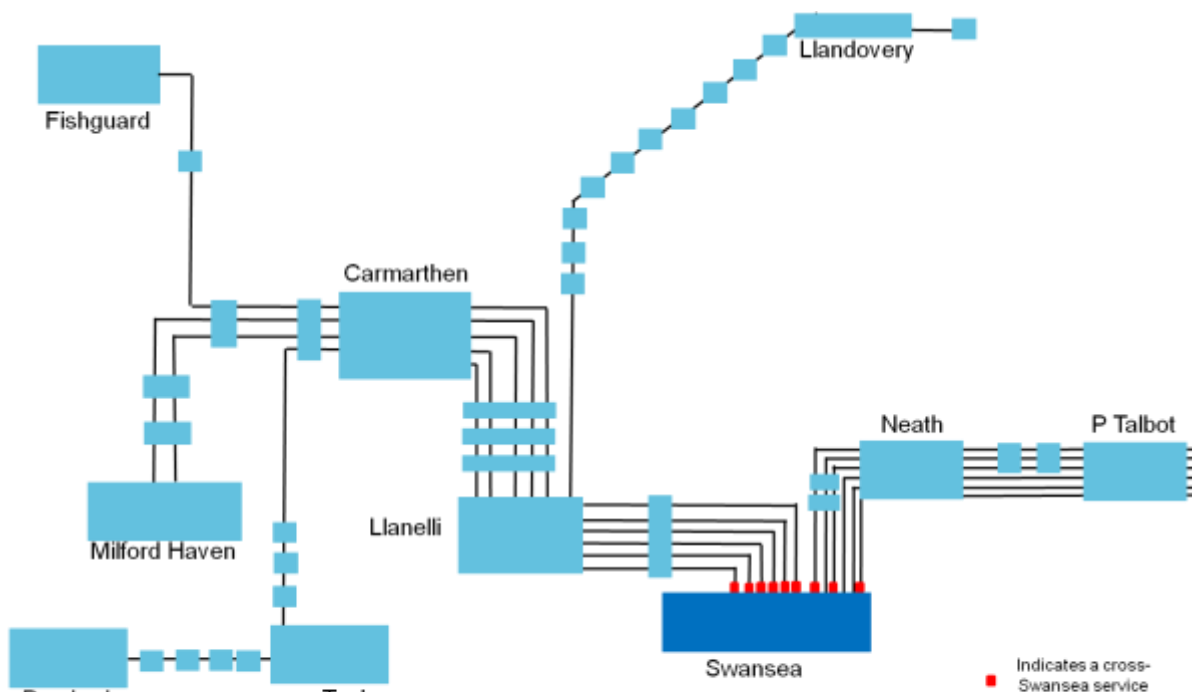 Llandovery
Fishguard
Carmarthen
Neath
P Talbot
Llanelli
Milford Haven
Swansea
Indicates a cross-
Swansea service